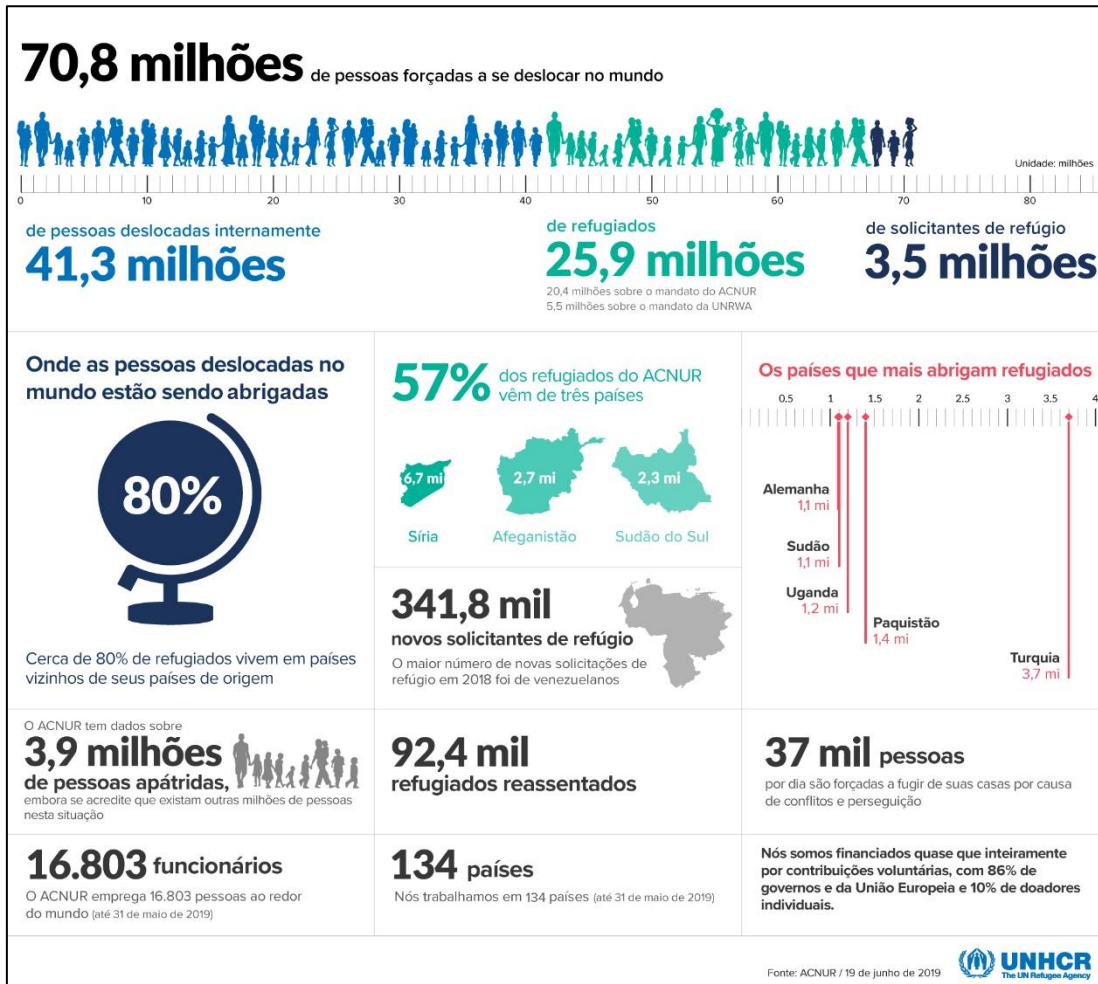 70,8 milhões de pessoas forçadas a se deslocar no mundo
Unidade: milhões
0 10 20 30 40 50 60 70 80
de pessoas deslocadas internamente
41,3 milhões
de refugiados
25,9 milhões
20,4 milhões sobre o mandato do ACNUR
5,5 milhões sobre o mandato da UNRWA
de solicitantes de refúgio
3,5 milhões
Onde as pessoas deslocadas no
mundo estão sendo abrigadas
80%
Cerca de 80% de refugiados vivem em países
vizinhos de seus países de origem
57% dos refugiados do ACNUR
vêm de três países
6,7 mi
2,7 mi
2,3 mi
Síria
Afeganistão
Sudão do Sul
341,8 mil
novos solicitantes de refúgio
O maior número de novas solicitações de
refúgio em 2018 foi de venezuelanos
Os países que mais abrigam refugiados
0.5 1 1.5 2 2.5 3 3.5 4
Alemanha
1,1 mi
Sudão
1,1 mi
Uganda
1,2 mi
Paquistão
1,4 mi
Turquia
3,7 mi
O ACNUR tem dados sobre
3,9 milhões
de pessoas apátridas,
embora se acredite que existam outras milhões de pessoas
nesta situação
92,4 mil
refugiados reassentados
37 mil pessoas
por dia são forçadas a fugir de suas casas por causa
de conflitos e perseguição
16.803 funcionários
O ACNUR emprega 16.803 pessoas ao redor
do mundo (até 31 de maio de 2019)
134 países
Nós trabalhamos em 134 países (até 31 de maio de 2019)
Nós somos financiados quase que inteiramente
por contribuições voluntárias, com 86% de
governos e da União Europeia e 10% de doadores
individuais.
Fonte: ACNUR / 19 de junho de 2019
UNHCR
The UN Refugee Agency